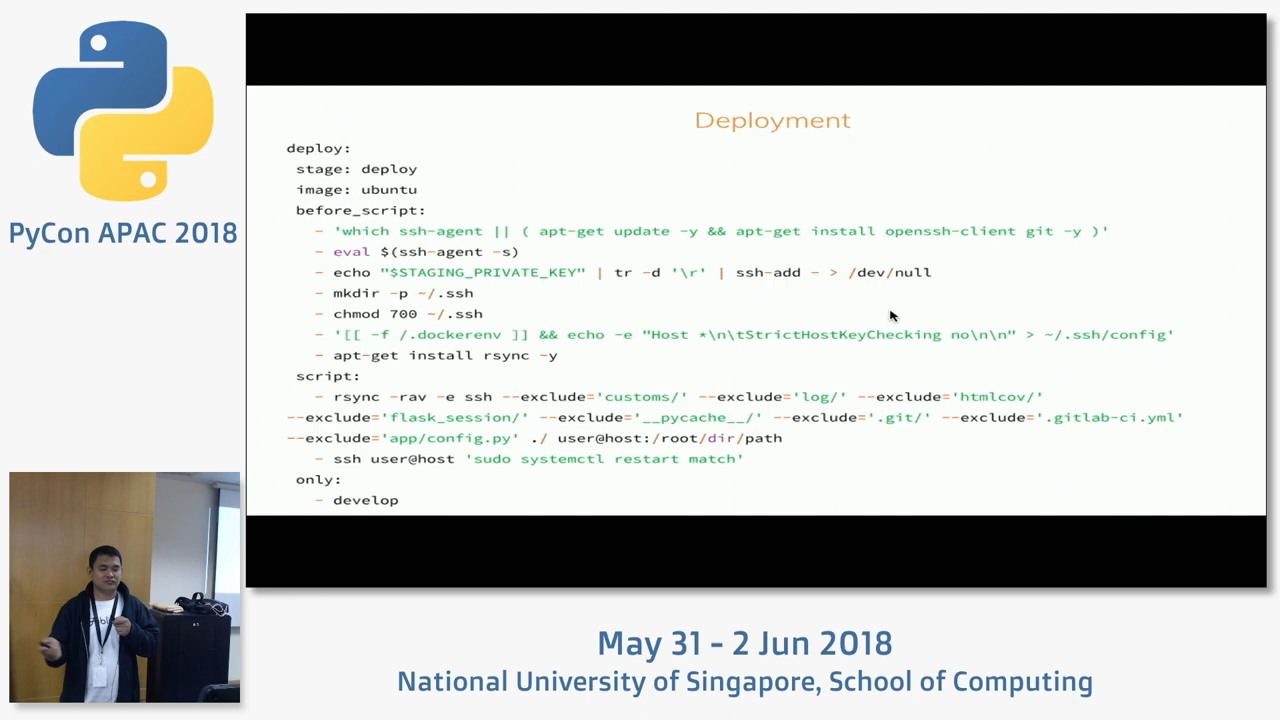 PyCon APAC 2018
Deployment
deploy:
stage: deploy
image: ubuntu
before_script:
- 'which ssh-agent || ( apt-get update -y && apt-get install openssh-client git -y )'
- eval $(ssh-agent -s)
- echo "$STAGING_PRIVATE_KEY" | tr -d '\r' | ssh-add - > /dev/null
- mkdir -p ~/.ssh
- chmod 700 ~/.ssh
- '[[ -f /.dockerenv ]] && echo -e "Host *\n\tStrictHostKeyChecking no\n\n" > ~/.ssh/config'
- apt-get install rsync -y
script:
- rsync -rav -e ssh --exclude='customs/' --exclude='log/' --exclude='htmlcov/'
--exclude='flask_session/' --exclude='__pycache__/' --exclude='.git/' --exclude='.gitlab-ci.yml'
--exclude='app/config.py' ./ user@host:/root/dir/path
- ssh user@host 'sudo systemctl restart match'
only:
- develop
May 31 - 2 Jun 2018
National University of Singapore, School of Computing